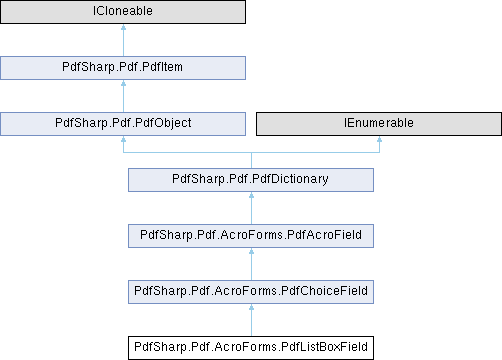 ICloneable
PdfSharp.Pdf.PdfItem
PdfSharp.Pdf.PdfObject
IEnumerable
PdfSharp.Pdf.PdfDictionary
PdfSharp.Pdf.AcroForms.PdfAcroField
PdfSharp.Pdf.AcroForms.PdfChoiceField
PdfSharp.Pdf.AcroForms.PdfListBoxField